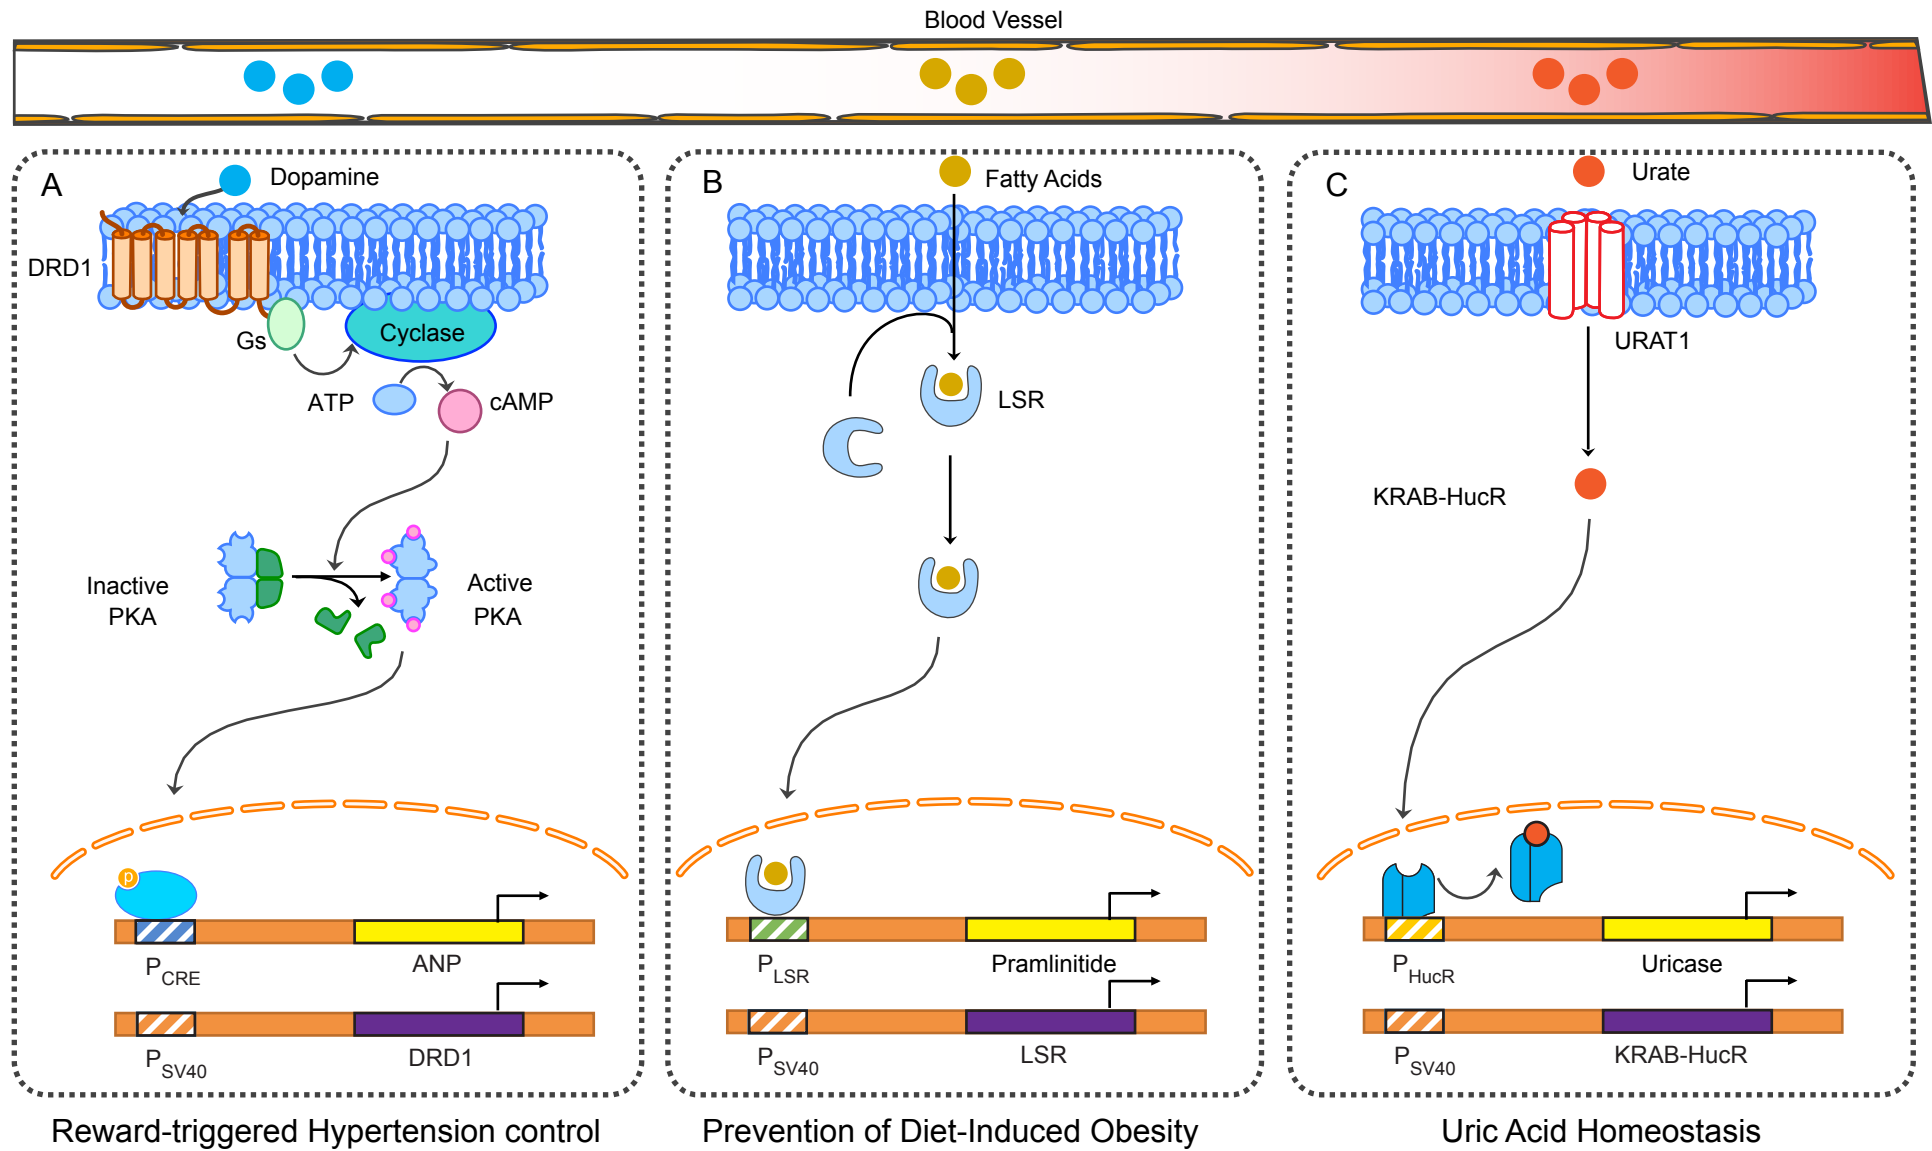 Blood Vessel
A
Dopamine
DRD1
Gs
Cyclase
ATP
cAMP
Inactive
PKA
Active
PKA
p
PCRE
ANP
PSV40
DRD1
Reward-triggered Hypertension control
B
Fatty Acids
LSR
PLSR
Pramlinitide
PSV40
LSR
Prevention of Diet-Induced Obesity
C
Urate
URAT1
KRAB-HucR
PHucR
Uricase
PSV40
KRAB-HucR
Uric Acid Homeostasis